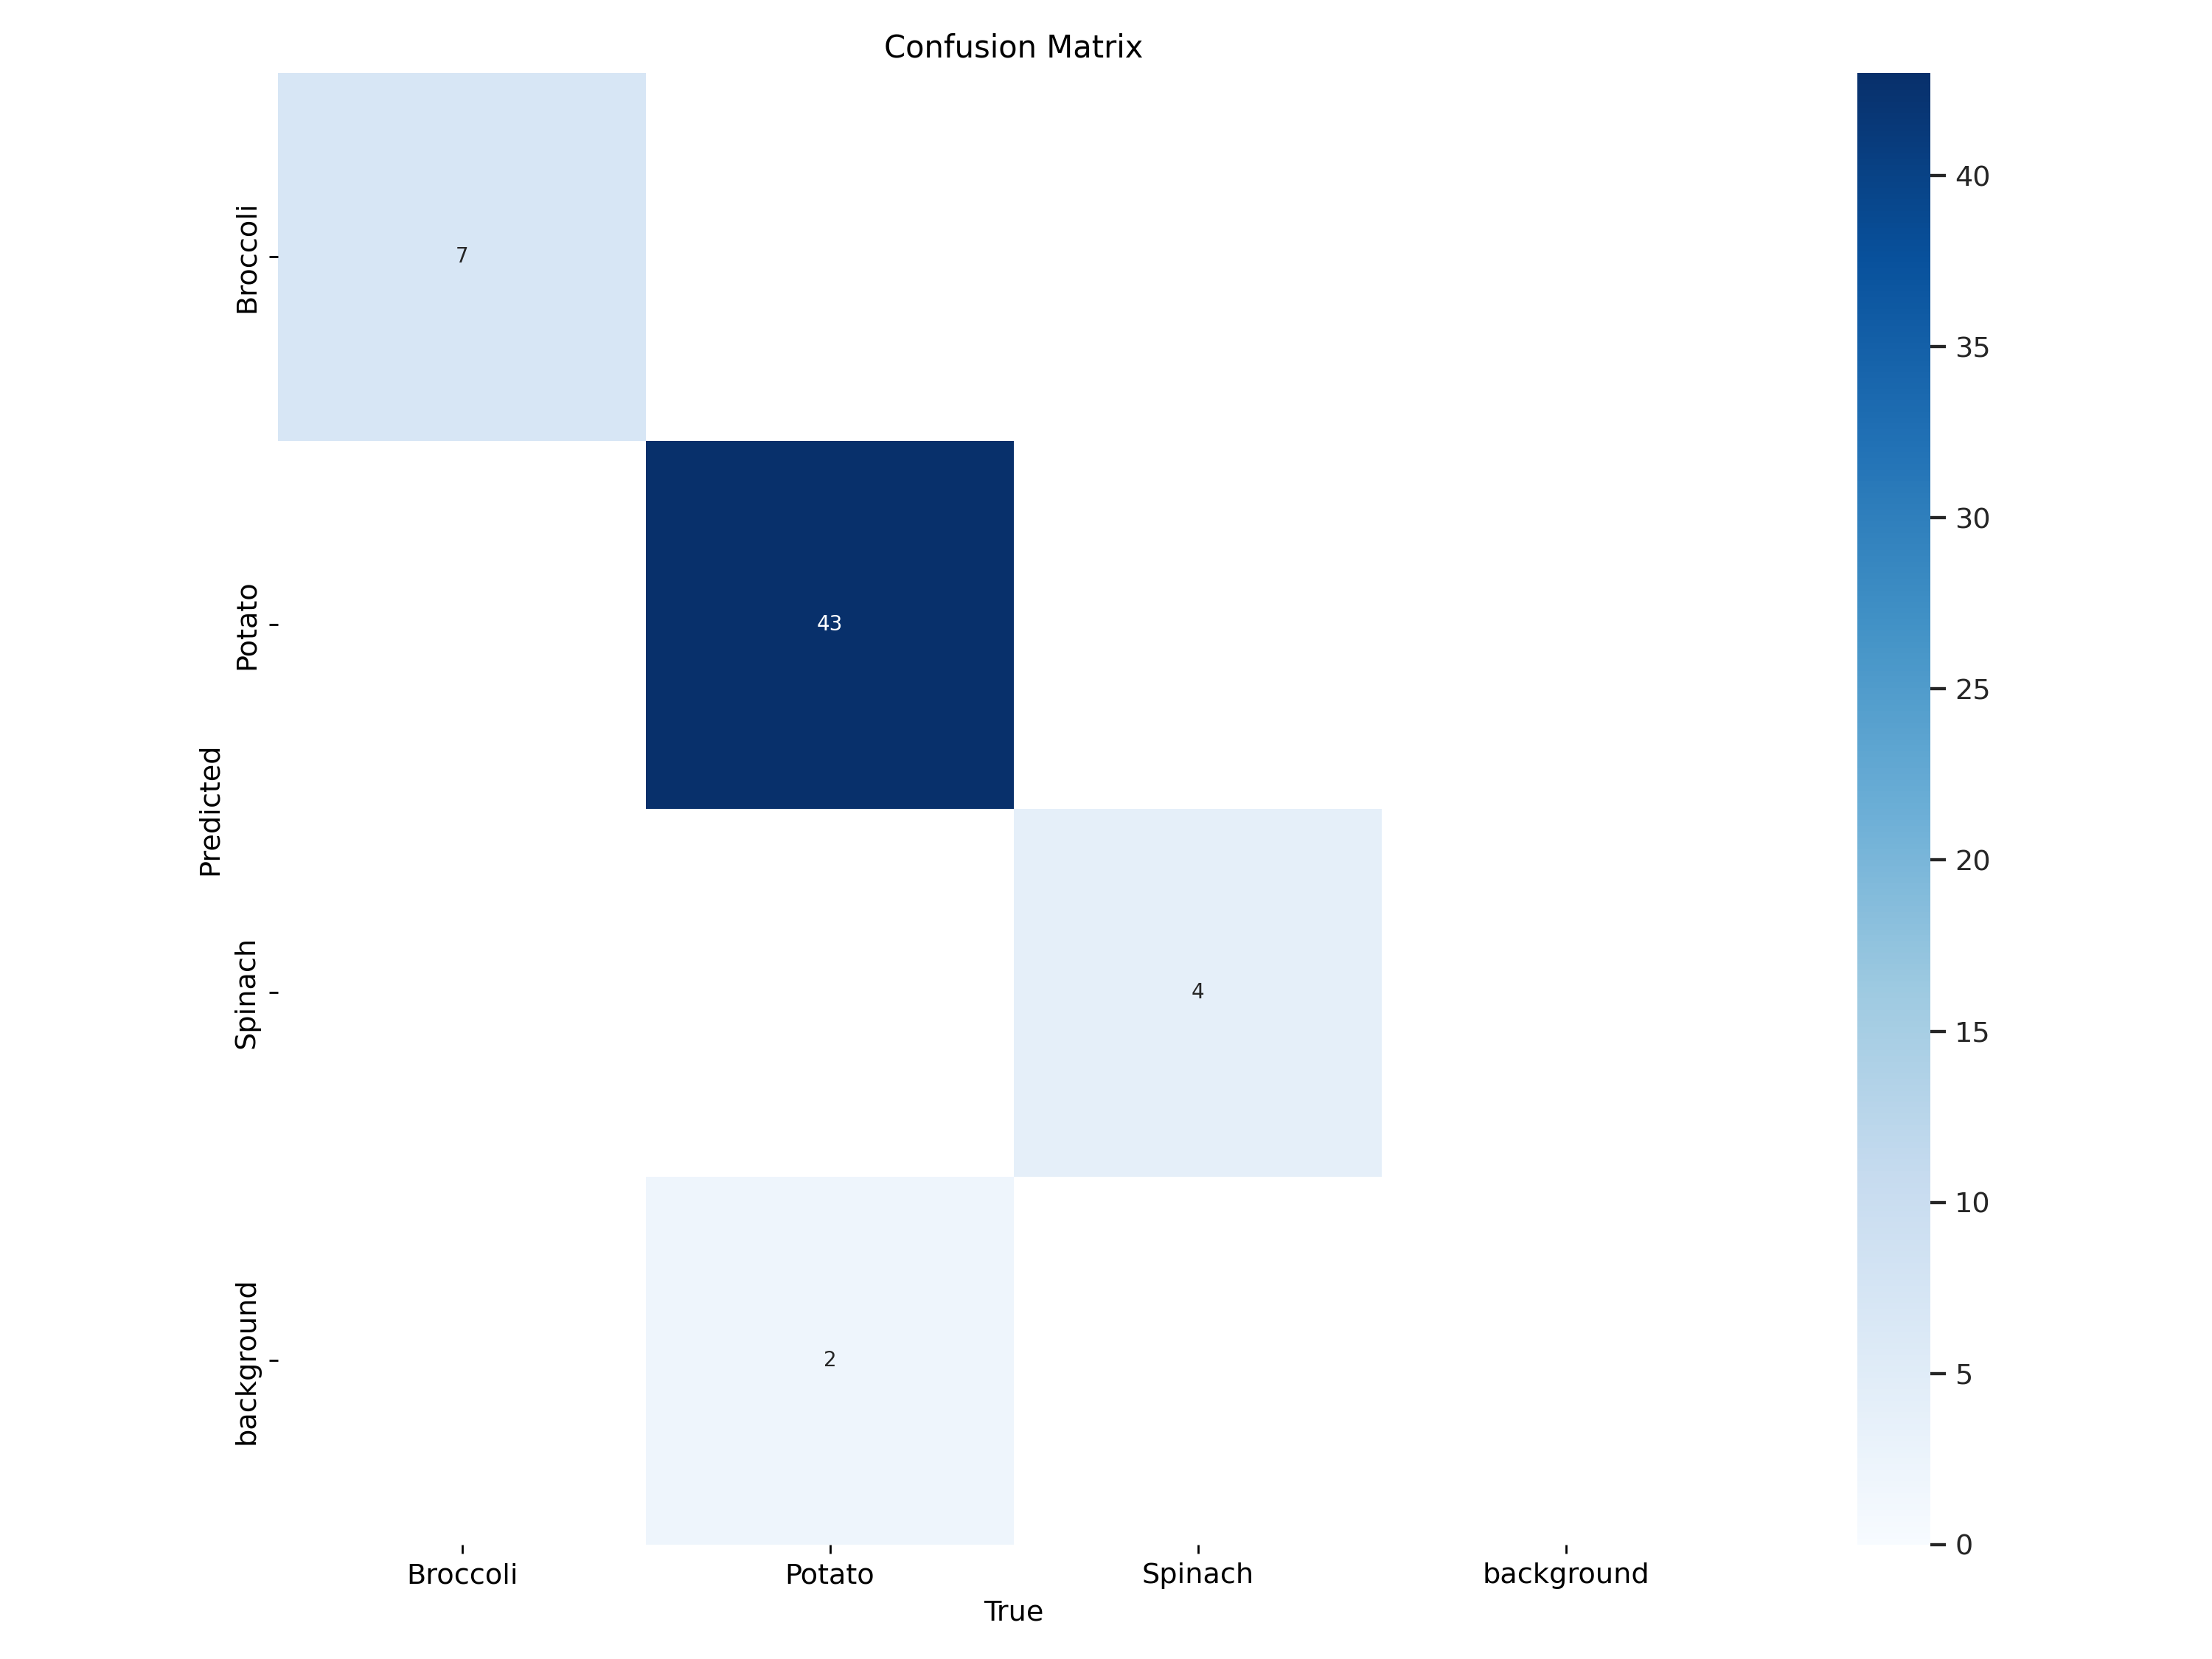 Confusion Matrix
Broccoli
Potato
Spinach
background
Predicted
7
43
4
2
Broccoli Potato Spinach background
True
40
35
30
25
20
15
10
5
0